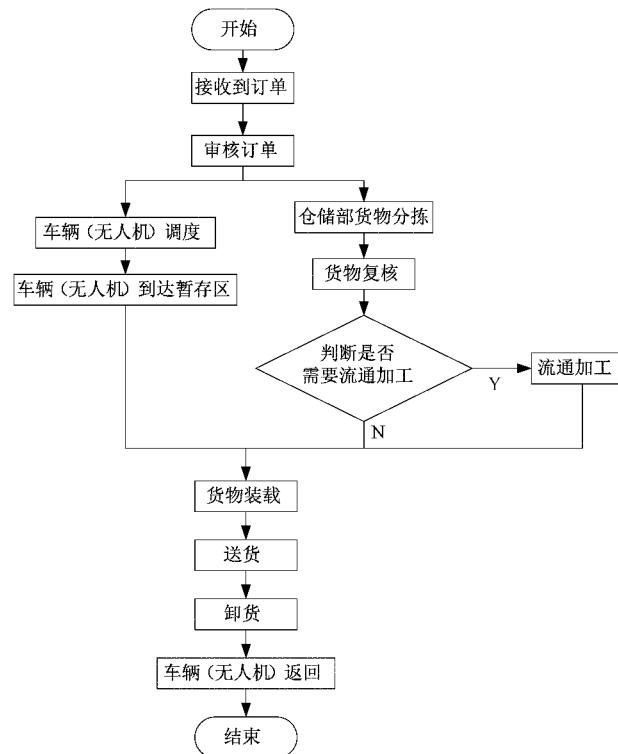 开始
接收到订单
审核订单
车辆（无人机）调度
仓储部货物分拣
车辆（无人机）到达暂存区
货物复核
判断是否
需要流通加工
Y
流通加工
N
货物装载
送货
卸货
车辆（无人机）返回
结束